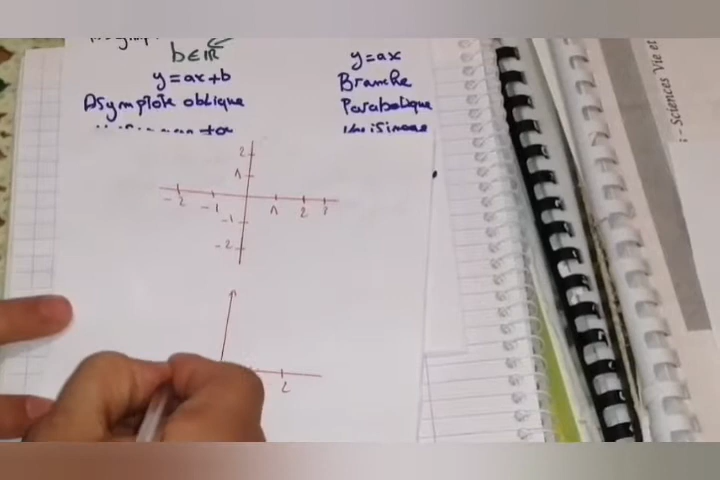 b∈ℝ
y=ax+b
Asymptote oblique
y=ax
Branche
Parabolique
2
1
-2
-1
1
2
3
-1
-2
2
:- Sciences Vie et